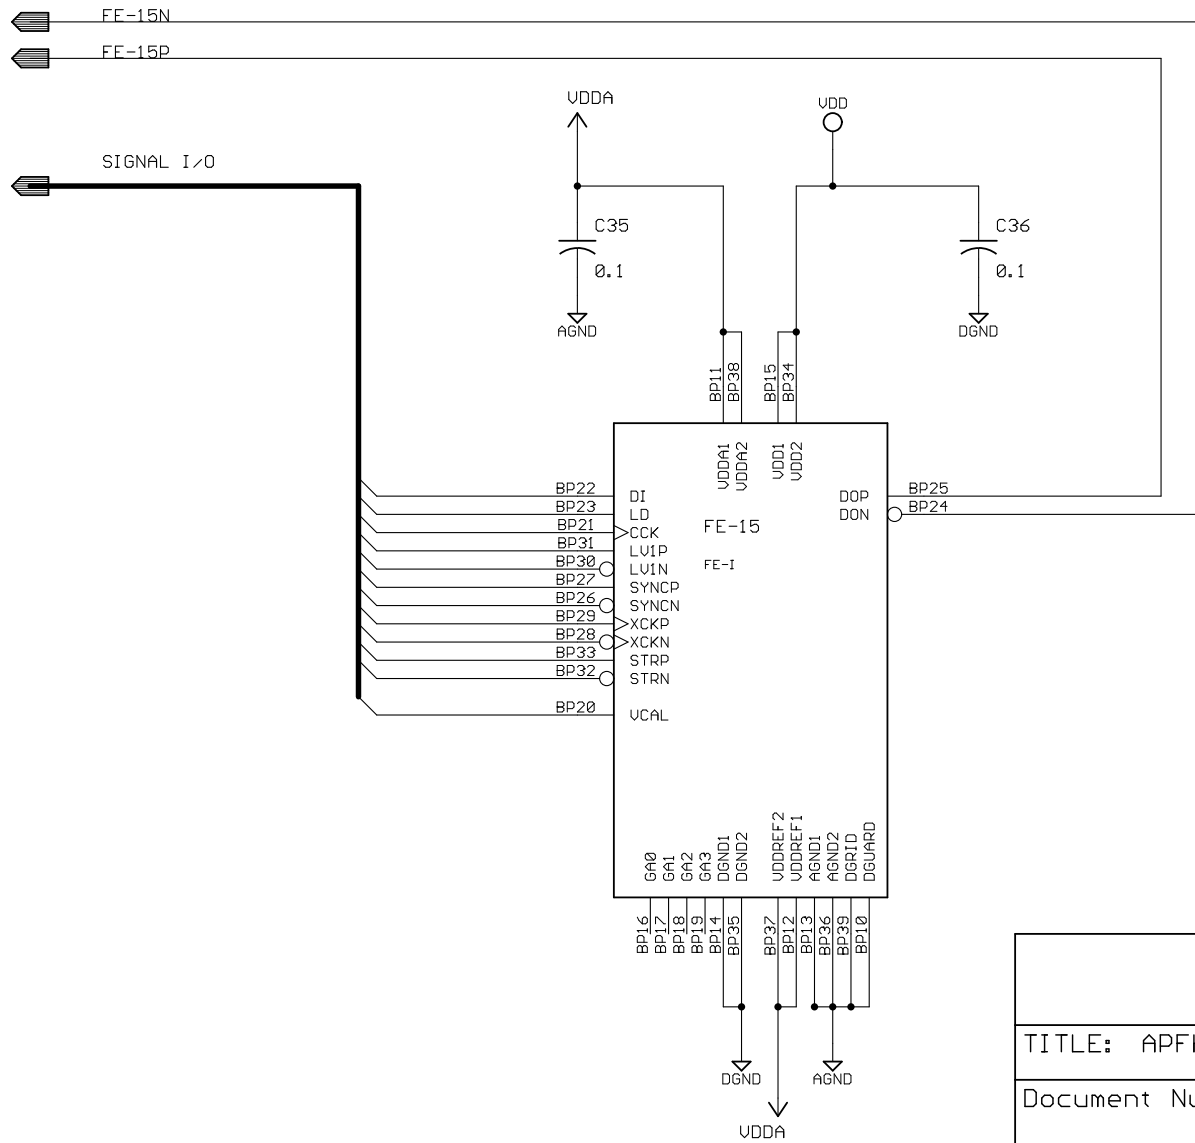 FE-15N
FE-15P
VDDA
VDD
SIGNAL I/O
C35
0.1
AGND
C36
0.1
DGND
BP11
BP38
BP15
BP34
VDDA1
VDDA2
VDD1
VDD2
BP22
DI
BP23
LD
BP21
CCK
BP31
LV1P
BP30
LV1N
BP27
SYNCP
BP26
SYNCN
BP29
XCKP
BP28
XCKN
BP33
STRP
BP32
STRN
BP20
VCAL
FE-15
FE-I
DOP
BP25
DON
BP24
GA0
GA1
GA2
GA3
DGND1
DGND2
VDDREF2
VDDREF1
AGND1
AGND2
DGRID
DGUARD
BP16
BP17
BP18
BP19
BP14
BP35
BP37
BP12
BP13
BP36
BP39
BP10
DGND
AGND
VDDA
TITLE: APF
Document Nu